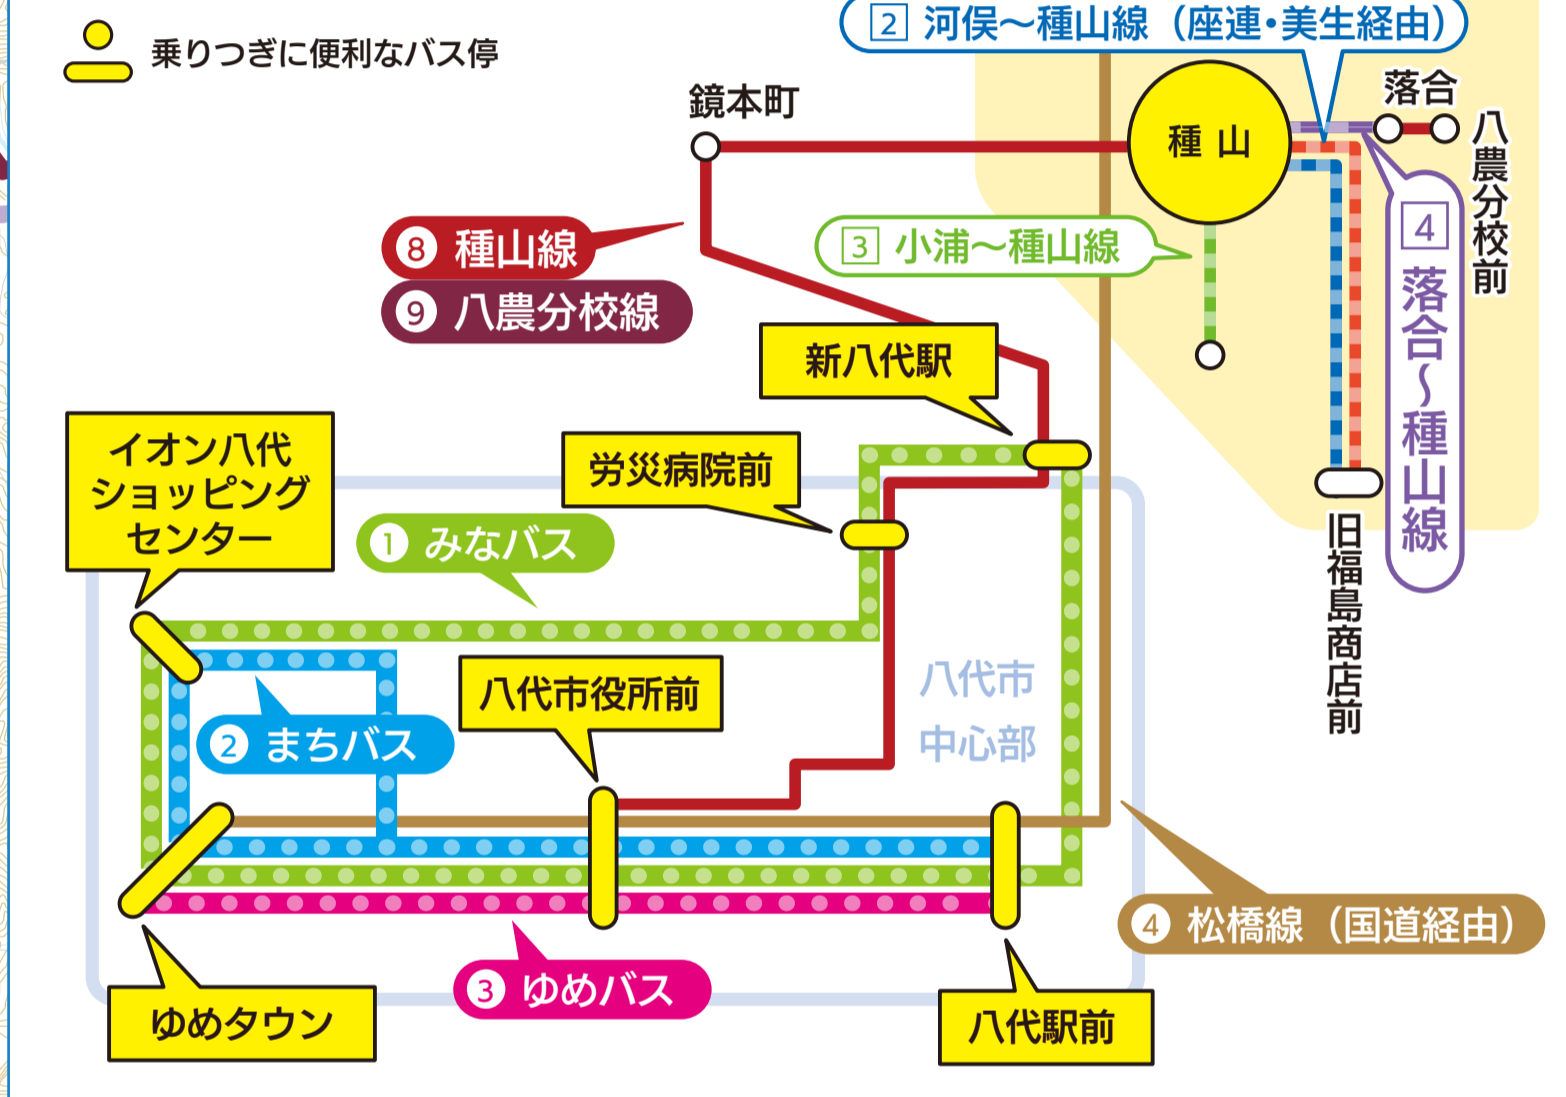 乗りつぎに便利なバス停
2 河俣～種山線（座連・美生経由）
鏡本町
種山
落合
八農分校前
8 種山線
9 八農分校線
3 小浦～種山線
4 落合～種山線
新八代駅
イオン八代
ショッピング
センター
労災病院前
1 みなバス
旧福島商店前
八代市役所前
八代市
中心部
2 まちバス
4 松橋線（国道経由）
3 ゆめバス
ゆめタウン
八代駅前